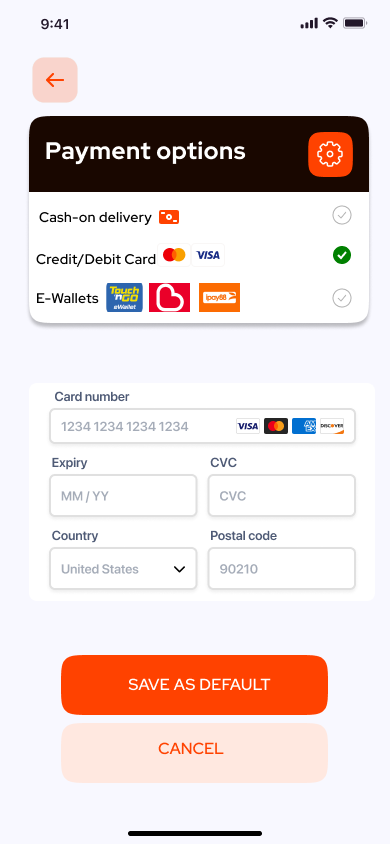 9:41
Payment options
Cash-on delivery
Credit/Debit Card VISA
E-Wallets Touch 'n GO eWallet ipay88
Card number
1234 1234 1234 1234 VISA AMEX DISCOVER
Expiry CVC
MM / YY CVC
Country Postal code
United States 90210
SAVE AS DEFAULT
CANCEL